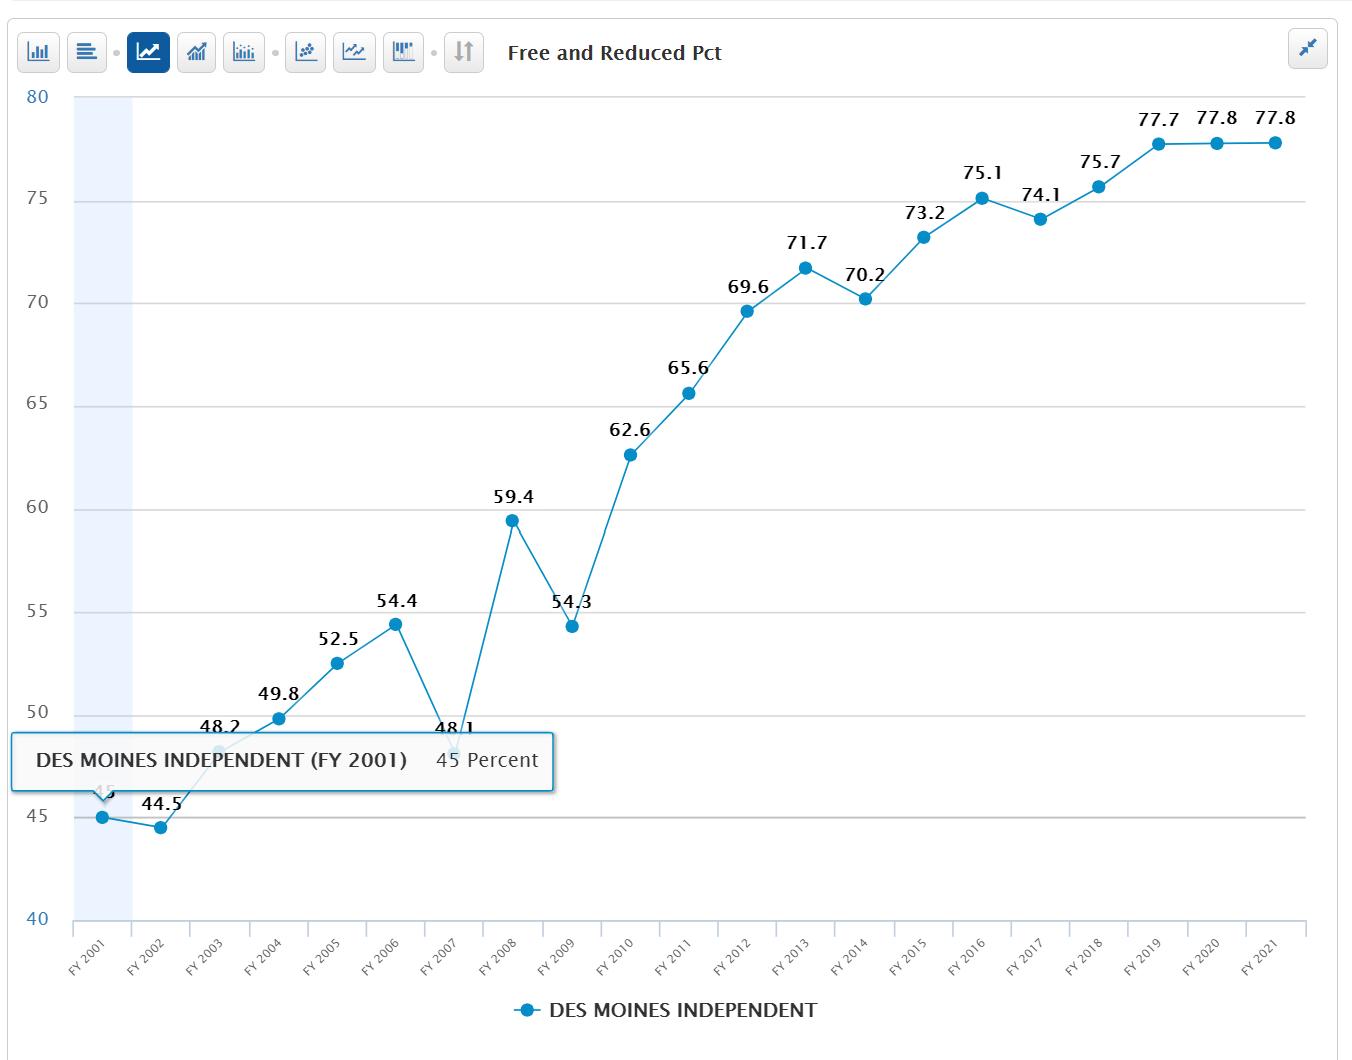 Free and Reduced Pct
80
75
70
65
60
55
50
45
40
45
44.5
48.2
49.8
52.5
54.4
48.1
59.4
54.3
62.6
65.6
69.6
71.7
70.2
73.2
75.1
74.1
75.7
77.7
77.8
77.8
DES MOINES INDEPENDENT (FY 2001) 45 Percent
FY 2001
FY 2002
FY 2003
FY 2004
FY 2005
FY 2006
FY 2007
FY 2008
FY 2009
FY 2010
FY 2011
FY 2012
FY 2013
FY 2014
FY 2015
FY 2016
FY 2017
FY 2018
FY 2019
FY 2020
FY 2021
DES MOINES INDEPENDENT